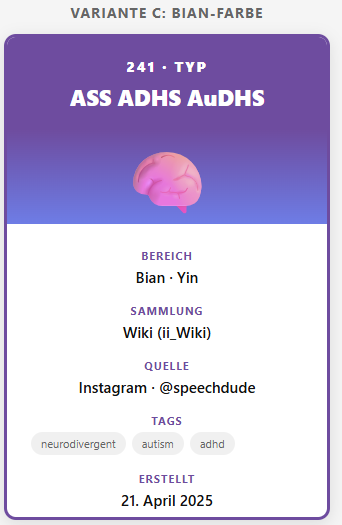 VARIANTE C: BIAN-FARBE
241 · TYP
ASS ADHS AuDHS
BEREICH
Bian · Yin
SAMMLUNG
Wiki (ii_Wiki)
QUELLE
Instagram · @speechdude
TAGS
neurodivergent autism adhd
ERSTELLT
21. April 2025